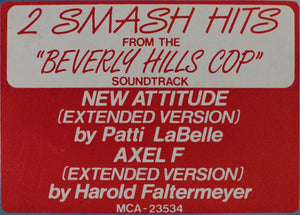 2 SMASH HITS
FROM THE
"BEVERLY HILLS COP"
SOUNDTRACK
NEW ATTITUDE
(EXTENDED VERSION)
by Patti LaBelle
AXEL F
(EXTENDED VERSION)
by Harold Faltermeyer
MCA-23534